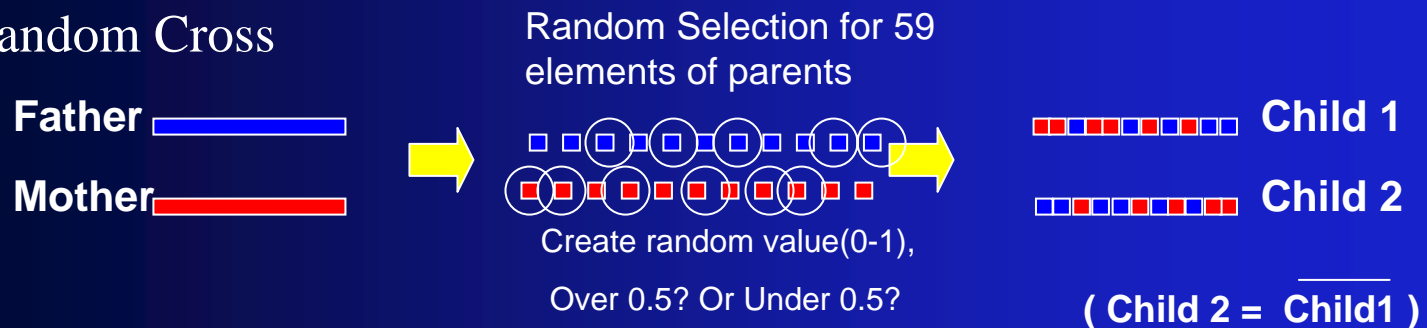 andom Cross
Random Selection for 59
elements of parents
Father
Mother
Create random value(0-1),
Over 0.5? Or Under 0.5?
Child 1
Child 2
( Child 2 = Child1 )